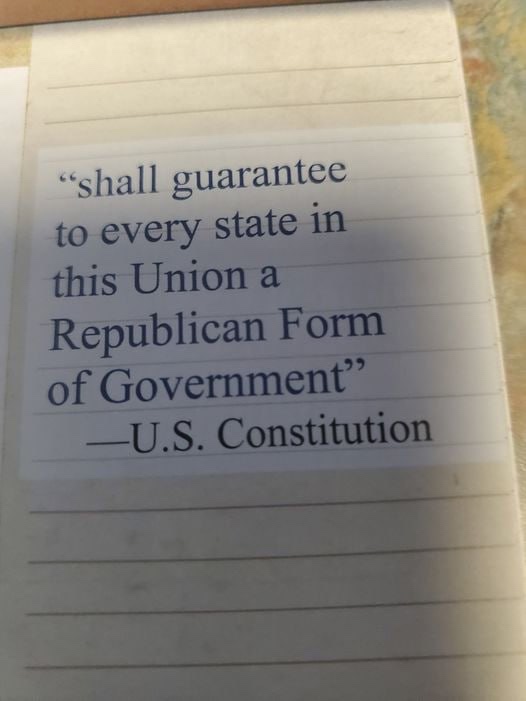 “shall guarantee
to every state in
this Union a
Republican Form
of Government”
—U.S. Constitution